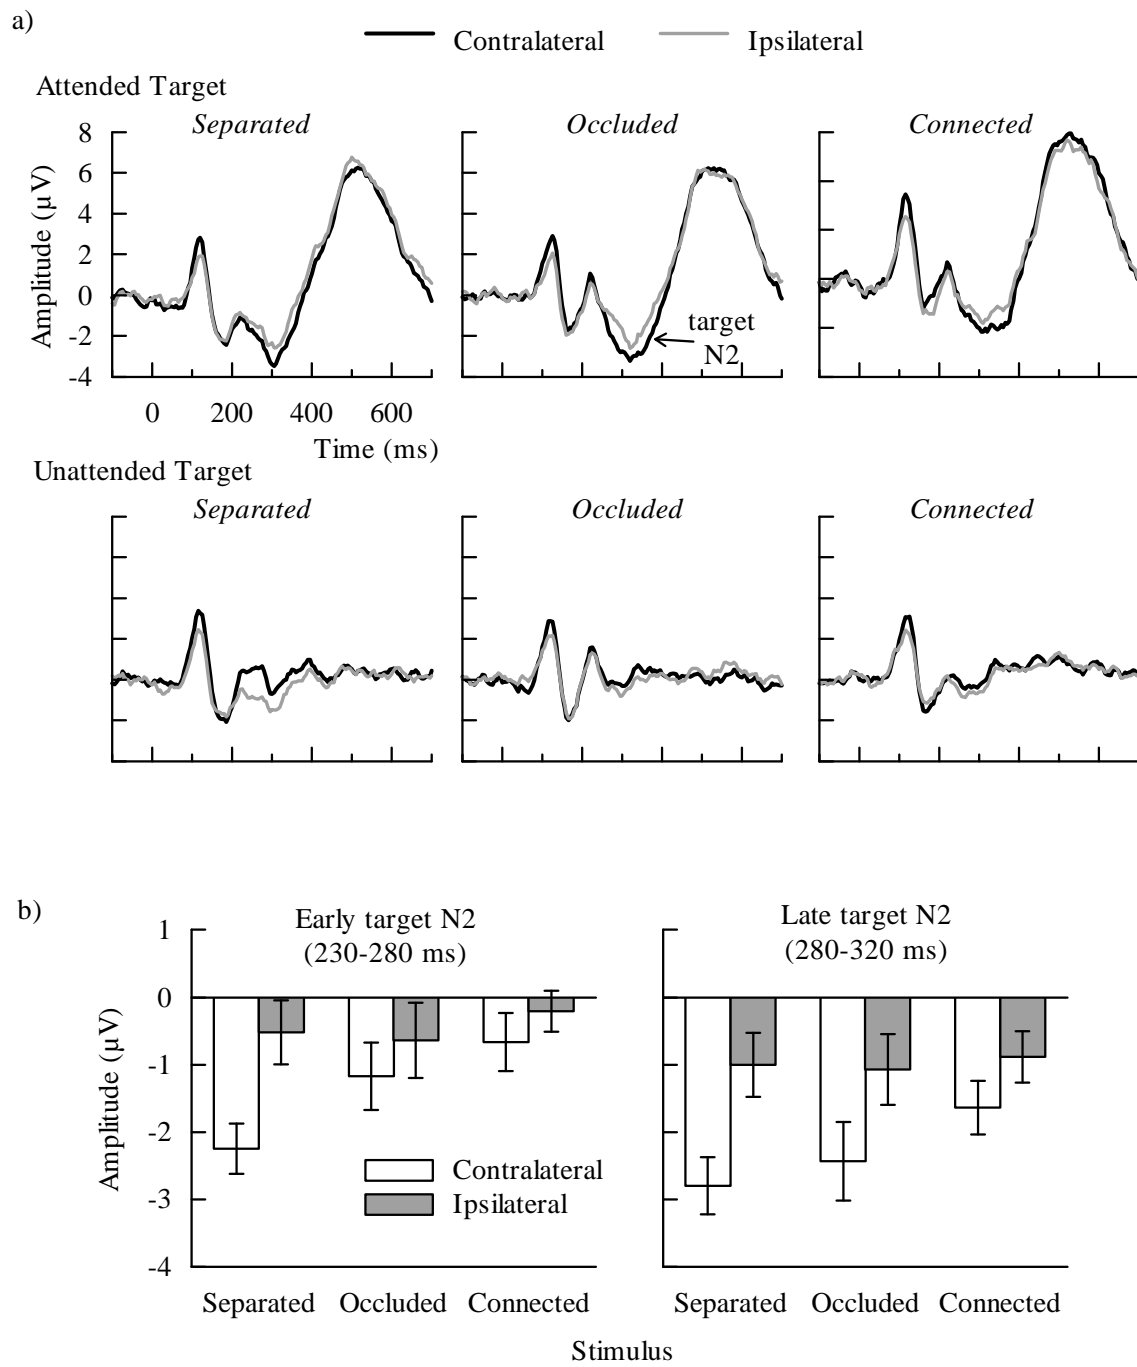 a)
Contralateral Ipsilateral
Attended Target
Separated Occluded Connected
8
6
4
2
0
-2
-4
Amplitude (µV)
target
N2
0 200 400 600
Time (ms)
Unattended Target
Separated Occluded Connected
b)
Early target N2
(230-280 ms)
Late target N2
(280-320 ms)
1
0
-1
-2
-3
-4
Amplitude (µV)
Contralateral
Ipsilateral
Separated Occluded Connected
Separated Occluded Connected
Stimulus